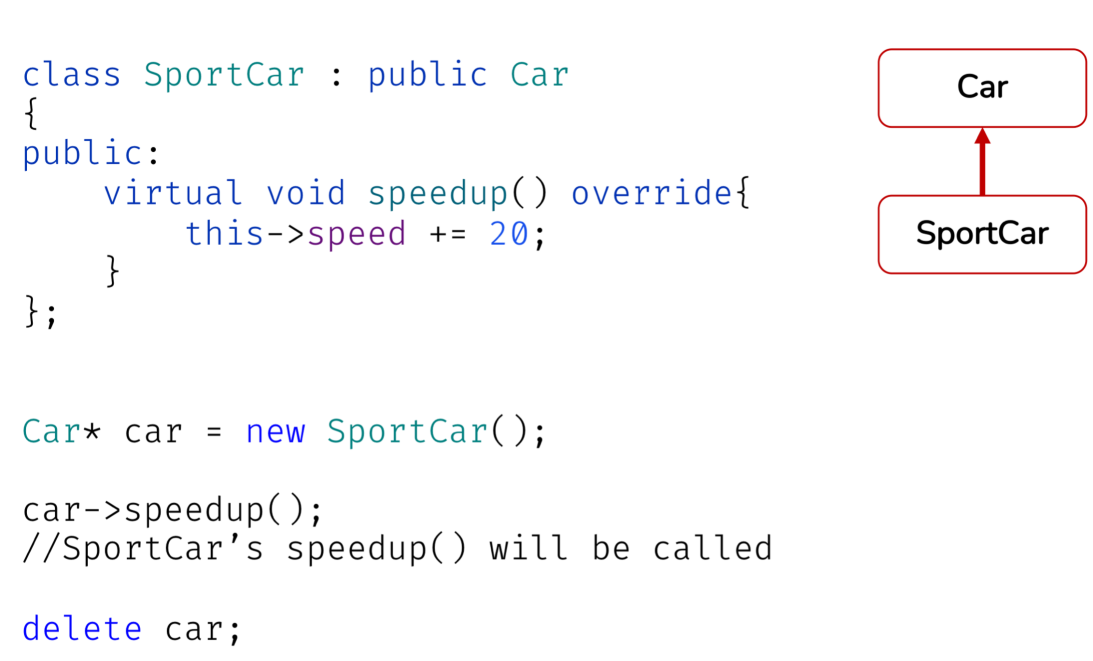 class SportCar : public Car
{
public:
    virtual void speedup() override{
        this->speed += 20;
    }
};
Car* car = new SportCar();
car->speedup();
//SportCar’s speedup() will be called
delete car;
Car
SportCar